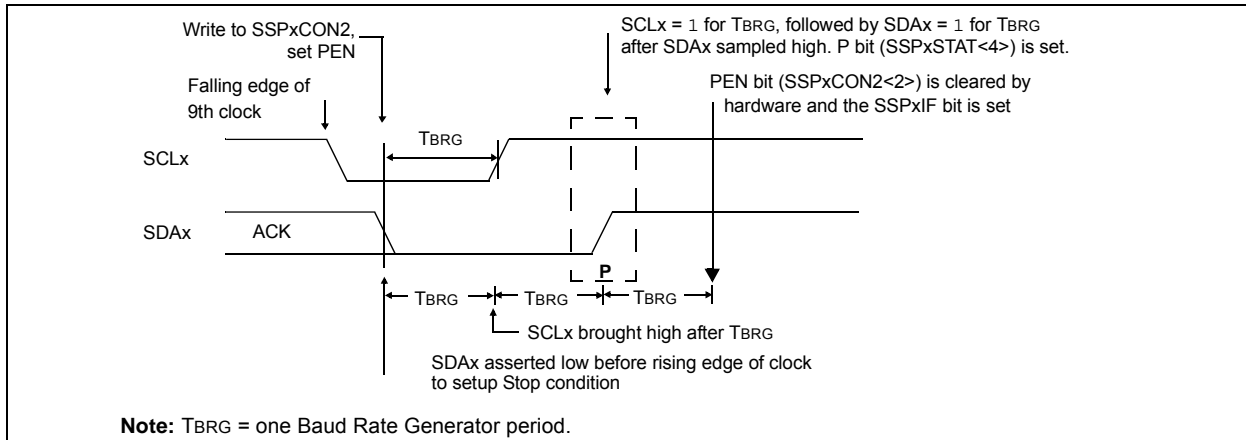 Write to SSPxCON2,
set PEN
SCLx = 1 for TBRG, followed by SDAx = 1 for TBRG
after SDAx sampled high. P bit (SSPxSTAT<4>) is set.
Falling edge of
9th clock
PEN bit (SSPxCON2<2>) is cleared by
hardware and the SSPxIF bit is set
TBRG
SCLx
SDAx
ACK
P
TBRG
TBRG
TBRG
SCLx brought high after TBRG
SDAx asserted low before rising edge of clock
to setup Stop condition
Note: TBRG = one Baud Rate Generator period.